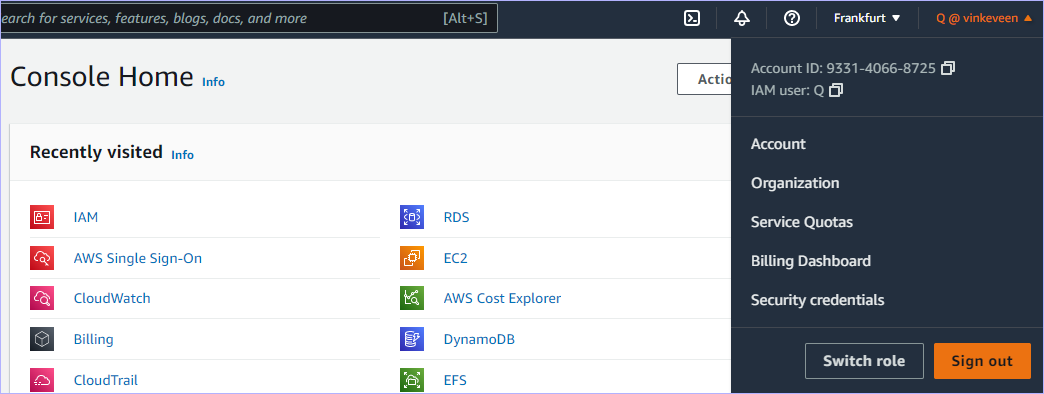 earch for services, features, blogs, docs, and more [Alt+S] Frankfurt Q @ vinkeveen
Console Home Info
Actio
Recently visited Info
IAM
AWS Single Sign-On
CloudWatch
Billing
CloudTrail
RDS
EC2
AWS Cost Explorer
DynamoDB
EFS
Account ID: 9331-4066-8725
IAM user: Q
Account
Organization
Service Quotas
Billing Dashboard
Security credentials
Switch role
Sign out